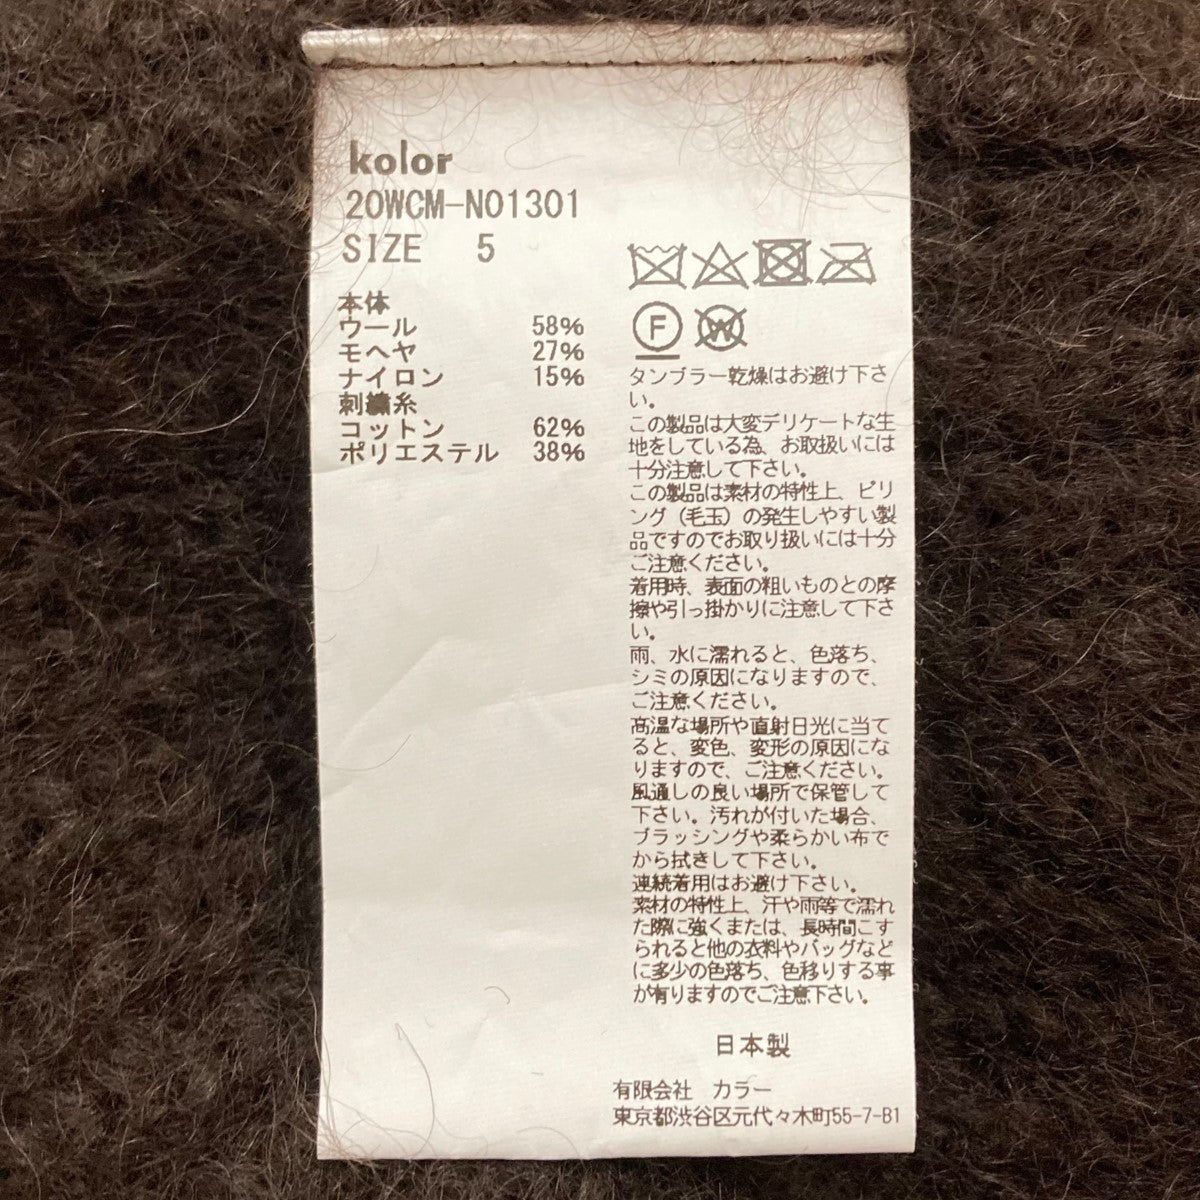 kolor
20WCM-N01301
SIZE 5
本体
ウール 58%
モヘヤ 27%
ナイロン 15%
刺繍糸
コットン 62%
ポリエステル 38%
F
W
タンブラー乾燥はお避け下さ
い。
この製品は大変デリケートな生
地をしている為、お取扱いには
十分注意して下さい。
この製品は素材の特性上、ピリ
ング（毛玉）の発生しやすい製
品ですのでお取り扱いには十分
ご注意ください。
着用時、表面の粗いものとの摩
擦や引っ掛かりに注意して下さ
い。
雨、水に濡れると、色落ち、
シミの原因になりますので、
ご注意ください。
高温な場所や直射日光に当て
ると、変色、変形の原因にな
りますので、ご注意ください。
風通しの良い場所で保管して
下さい。汚れが付いた場合、
ブラッシングや柔らかい布で
から拭きして下さい。
連続着用はお避け下さい。
素材の特性上、汗や雨等で濡れ
た際に強くまたは、長時間こす
られると他の衣料やバッグなど
に多少の色落ち、色移りする事
が有りますのでご注意下さい。
日本製
有限会社 カラー
東京都渋谷区元代々木町55-7-B1